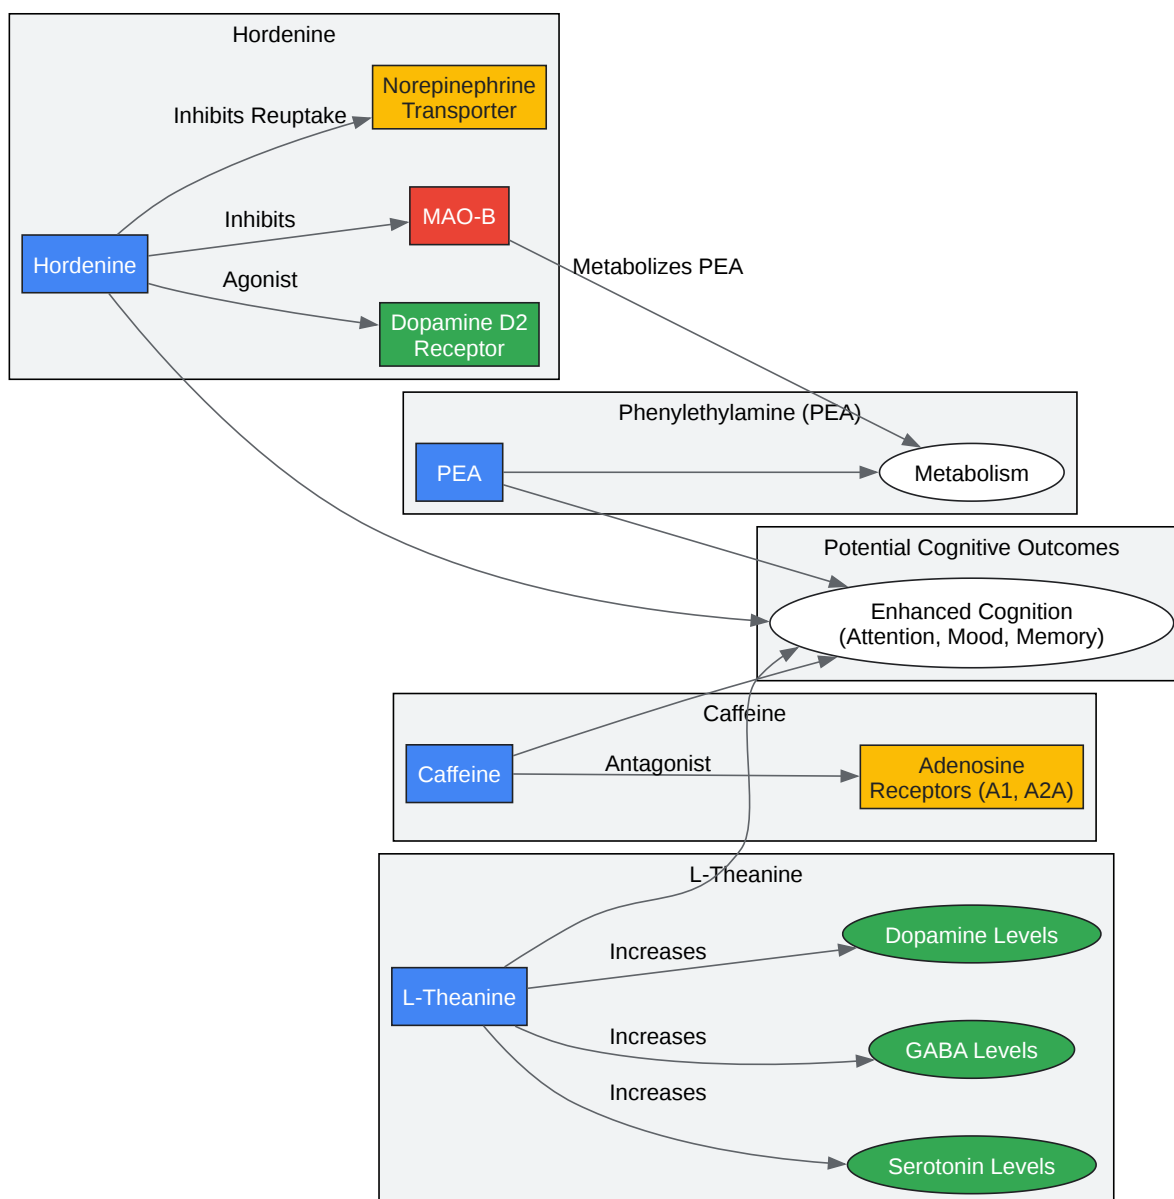 Hordenine
Norepinephrine
Transporter
Inhibits Reuptake
Inhibits
MAO-B
Hordenine
Metabolizes PEA
Agonist
Dopamine D2
Receptor
Phenylethylamine (PEA)
PEA
Metabolism
Potential Cognitive Outcomes
Enhanced Cognition
(Attention, Mood, Memory)
Caffeine
Caffeine
Antagonist
Adenosine
Receptors (A1, A2A)
L-Theanine
Dopamine Levels
Increases
L-Theanine
Increases
GABA Levels
Increases
Serotonin Levels